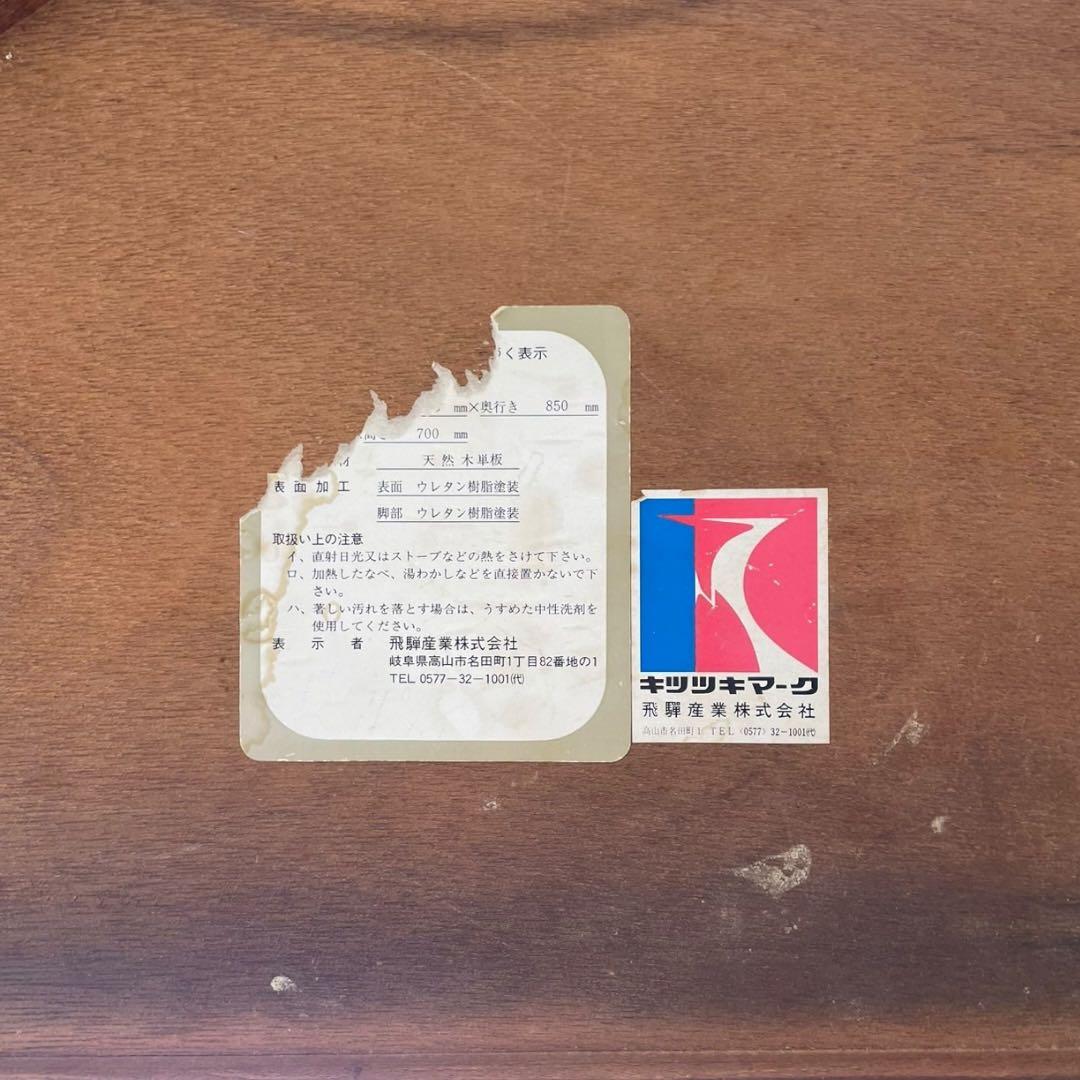 く表示
mm×奥行き 850 mm
700 mm
材 天然木単板
表面加工 表面 ウレタン樹脂塗装
脚部 ウレタン樹脂塗装
取扱い上の注意
イ、直射日光又はストーブなどの熱をさけて下さい。
ロ、加熱したなべ、湯わかしなどを直接置かないで下
さい。
ハ、著しい汚れを落とす場合は、うすめた中性洗剤を
使用してください。
表示者 飛騨産業株式会社
岐阜県高山市名田町1丁目82番地の1
TEL 0577-32-1001㈹
キツツキマーク
飛騨産業株式会社
高山市名田町1 TEL〈0577〉32-1001㈹